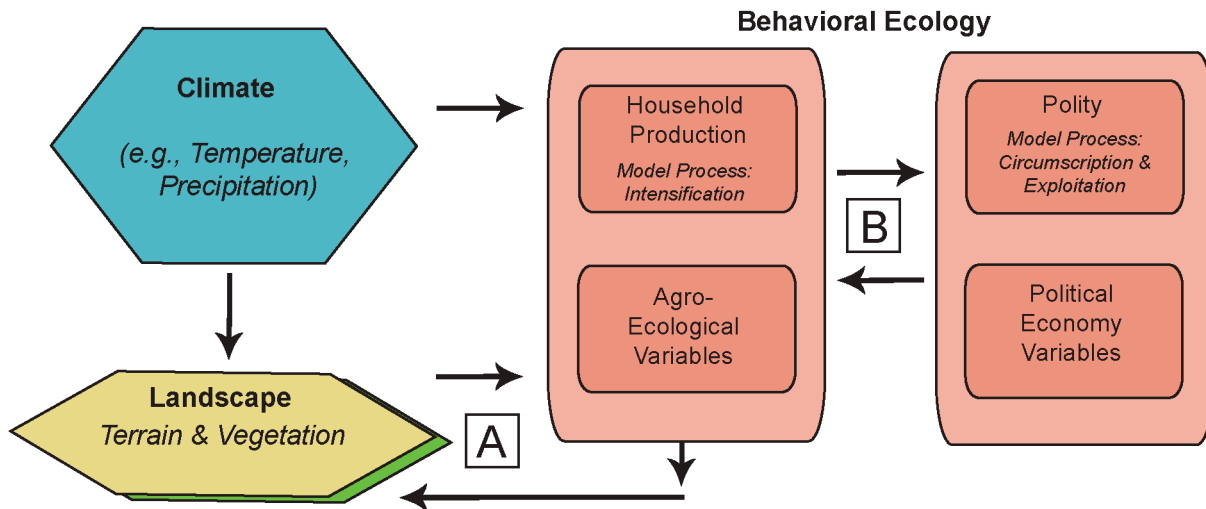 Behavioral Ecology
Climate
(e.g., Temperature,
Precipitation)
Landscape
Terrain & Vegetation
A
Household
Production
Model Process:
Intensification
Agro-
Ecological
Variables
B
Polity
Model Process:
Circumscription &
Exploitation
Political
Economy
Variables